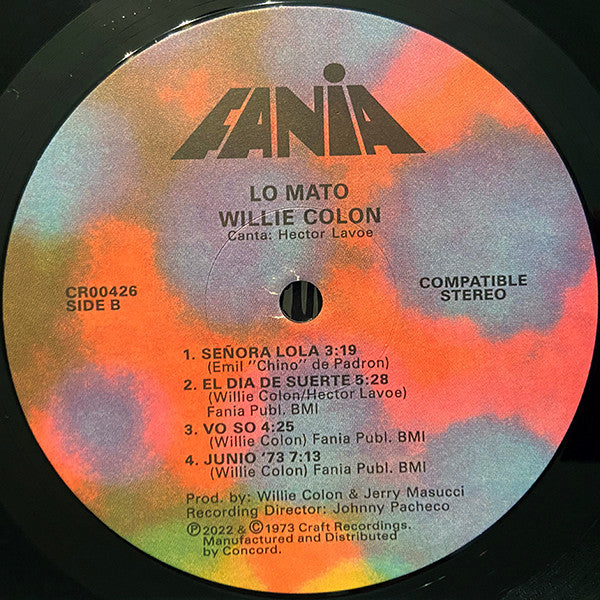 FANIA
LO MATO
WILLIE COLON
Canta: Hector Lavoe
CR00426
SIDE B
COMPATIBLE
STEREO
1. SEÑORA LOLA 3:19
(Emil "Chino" de Padron)
2. EL DIA DE SUERTE 5:28
(Willie Colon/Hector Lavoe)
Fania Publ. BMI
3. VO SO 4:25
(Willie Colon) Fania Publ. BMI
4. JUNIO '73 7:13
(Willie Colon) Fania Publ. BMI
Prod. by: Willie Colon & Jerry Masucci
Recording Director: Johnny Pacheco
℗2022 & ©1973 Craft Recordings.
Manufactured and Distributed
by Concord.